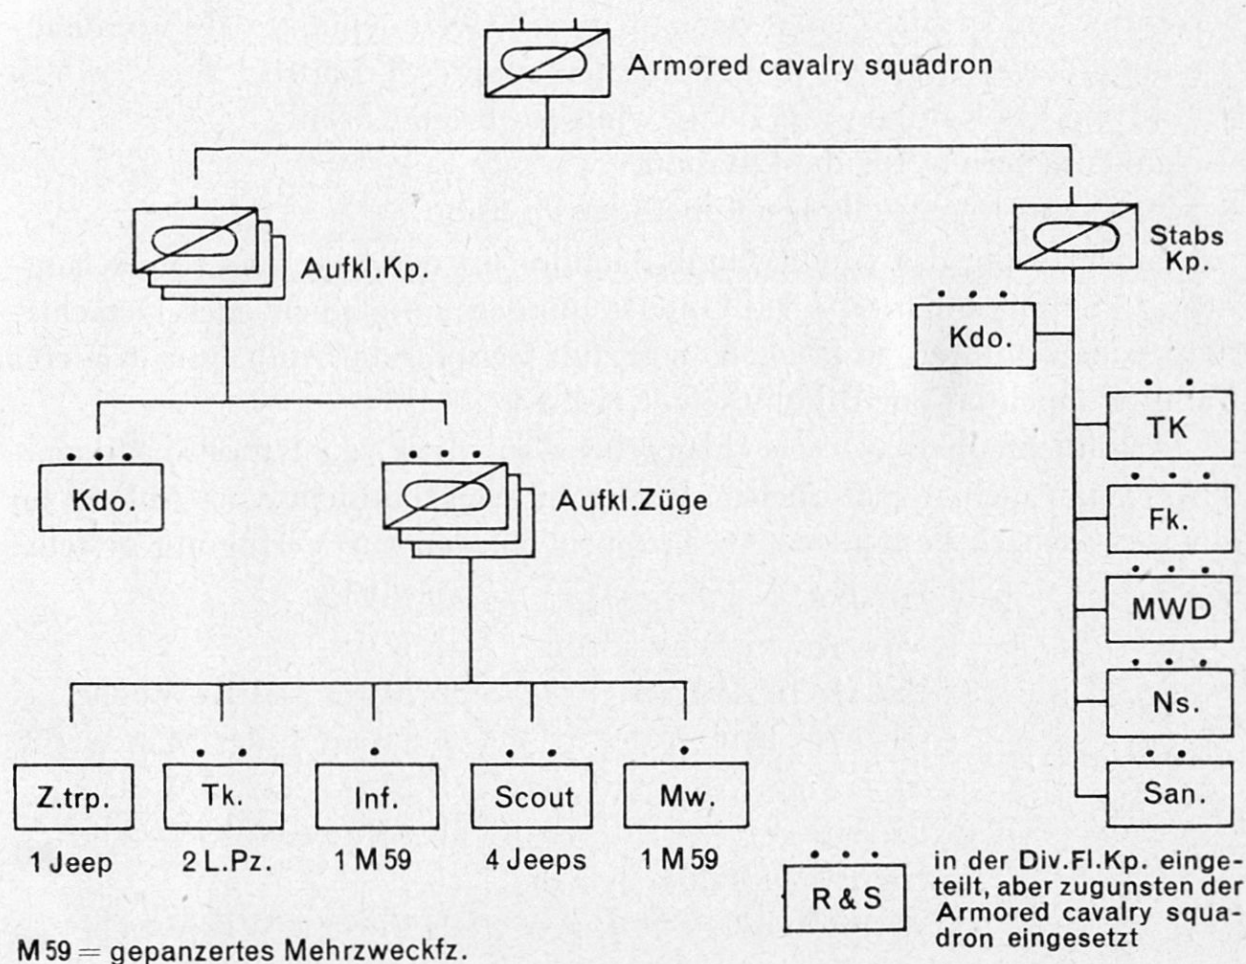 Armored cavalry squadron
Aufkl.Kp.
Stabs
Kp.
Kdo.
TK
Fk.
MWD
Ns.
San.
Kdo.
Aufkl.Züge
Z.trp.
Tk.
Inf.
Scout
Mw.
1 Jeep
2 L.Pz.
1 M 59
4 Jeeps
1 M 59
R & S
in der Div.Fl.Kp. einge-
teilt, aber zugunsten der
Armored cavalry squa-
dron eingesetzt
M 59 = gepanzertes Mehrzweckfz.